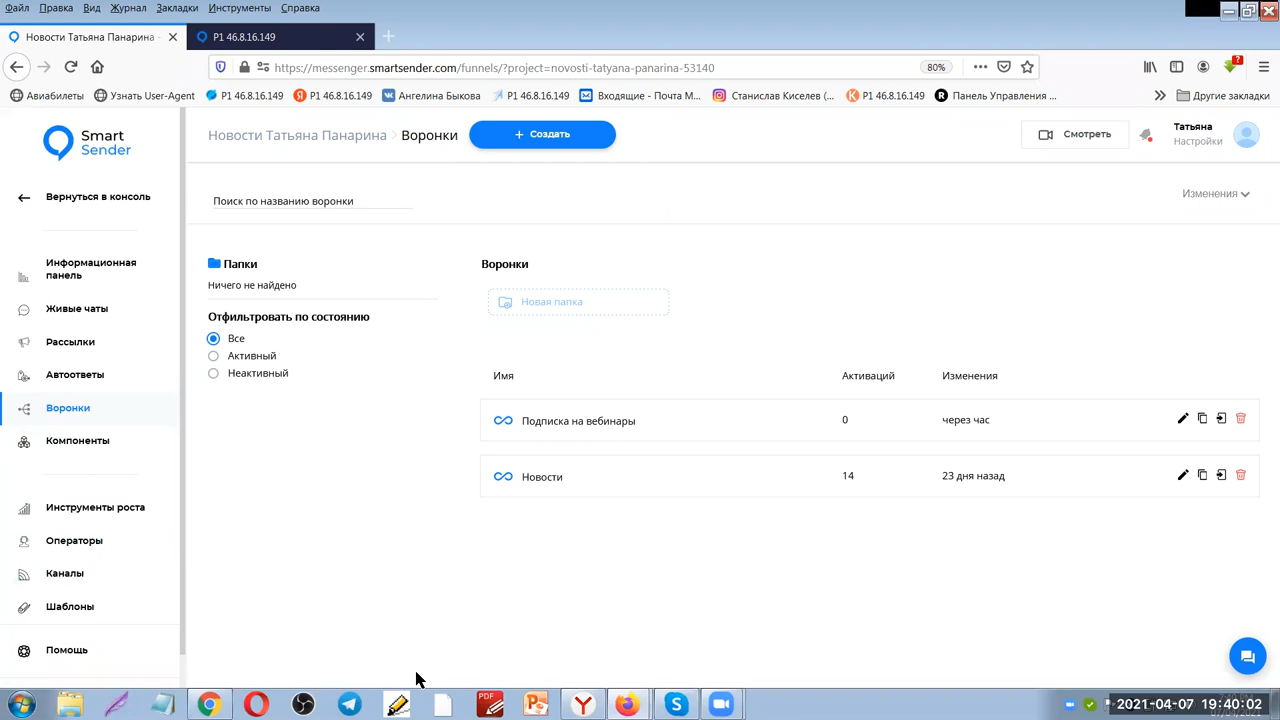 Файл Правка Вид Журнал Закладки Инструменты Справка
Новости Татьяна Панарина -
P1 46.8.16.149
https://messenger.smartsender.com/funnels/?project=novosti-tatyana-panarina-53140
80%
Авиабилеты Узнать User-Agent P1 46.8.16.149 P1 46.8.16.149 Ангелина Быкова P1 46.8.16.149 Входящие - Почта M... Станислав Киселев (... P1 46.8.16.149 Панель Управления ... Другие закладки
Smart
Sender
Новости Татьяна Панарина > Воронки
+ Создать
Смотреть
Татьяна
Настройки
Вернуться в консоль
Информационная
панель
Живые чаты
Рассылки
Автоответы
Воронки
Компоненты
Инструменты роста
Операторы
Каналы
Шаблоны
Помощь
Поиск по названию воронки
Изменения
Папки
Ничего не найдено
Отфильтровать по состоянию
Все
Активный
Неактивный
Воронки
Новая папка
Имя Активаций Изменения
Подписка на вебинары 0 через час
Новости 14 23 дня назад
PDF
2021-04-07 19:40:02